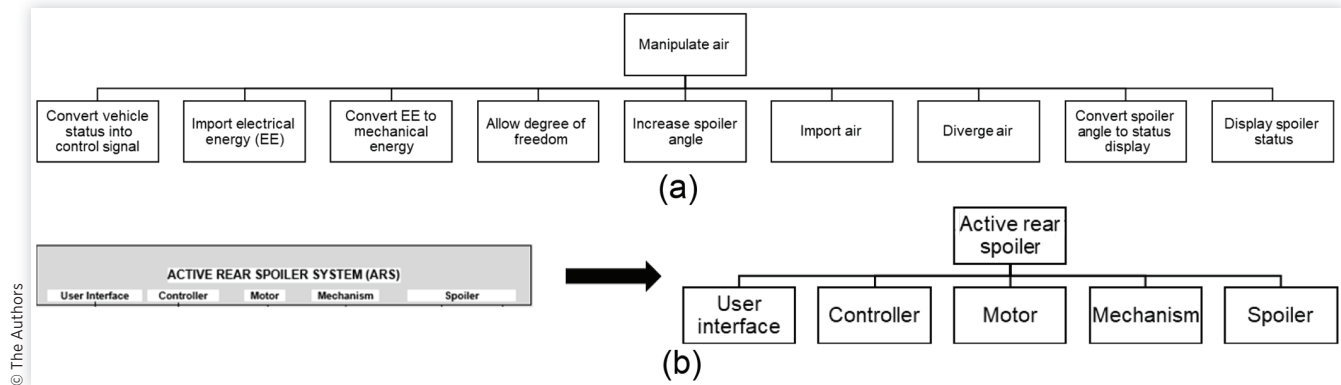 Manipulate air
Convert vehicle
status into
control signal
Import electrical
energy (EE)
Convert EE to
mechanical
energy
Allow degree of
freedom
Increase spoiler
angle
Import air
Diverge air
Convert spoiler
angle to status
display
Display spoiler
status
(a)
ACTIVE REAR SPOILER SYSTEM (ARS)
User Interface
Controller
Motor
Mechanism
Spoiler
Active rear
spoiler
User
interface
Controller
Motor
Mechanism
Spoiler
(b)
© The Authors